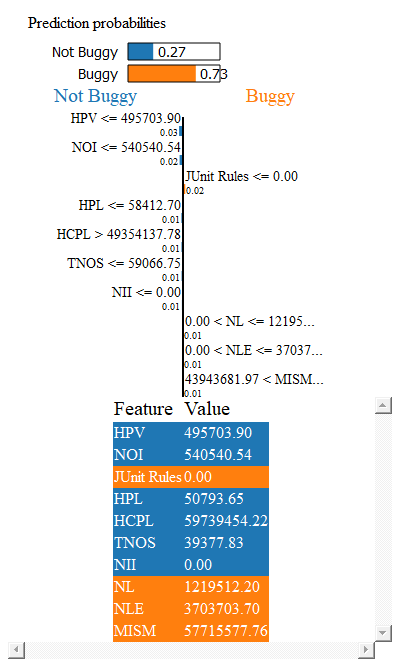 Prediction probabilities
Not Buggy 0.27
Buggy 0.73
Not Buggy Buggy
HPV <= 495703.90
0.03
NOI <= 540540.54
0.02
JUnit Rules <= 0.00
0.02
HPL <= 58412.70
0.01
HCPL > 49354137.78
0.01
TNOS <= 59066.75
0.01
NII <= 0.00
0.01
0.00 < NL <= 12195...
0.01
0.00 < NLE <= 37037...
0.01
43943681.97 < MISM...
0.01
Feature Value
HPV 495703.90
NOI 540540.54
JUnit Rules 0.00
HPL 50793.65
HCPL 59739454.22
TNOS 39377.83
NII 0.00
NL 1219512.20
NLE 3703703.70
MISM 57715577.76